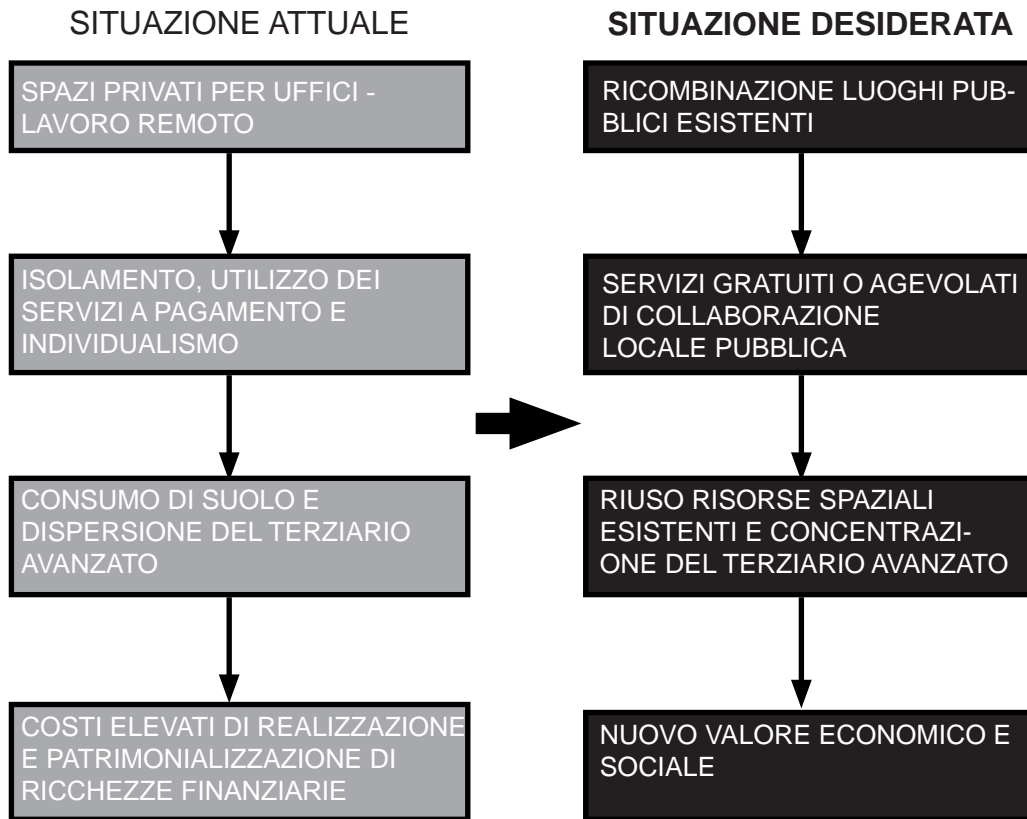 SITUAZIONE ATTUALE
SPAZI PRIVATI PER UFFICI -
LAVORO REMOTO
ISOLAMENTO, UTILIZZO DEI
SERVIZI A PAGAMENTO E
INDIVIDUALISMO
CONSUMO DI SUOLO E
DISPERSIONE DEL TERZIARIO
AVANZATO
COSTI ELEVATI DI REALIZZAZIONE
E PATRIMONIALIZZAZIONE DI
RICCHEZZE FINANZIARIE
SITUAZIONE DESIDERATA
RICOMBINAZIONE LUOGHI PUB-
BLICI ESISTENTI
SERVIZI GRATUITI O AGEVOLATI
DI COLLABORAZIONE
LOCALE PUBBLICA
RIUSO RISORSE SPAZIALI
ESISTENTI E CONCENTRAZI-
ONE DEL TERZIARIO AVANZATO
NUOVO VALORE ECONOMICO E
SOCIALE